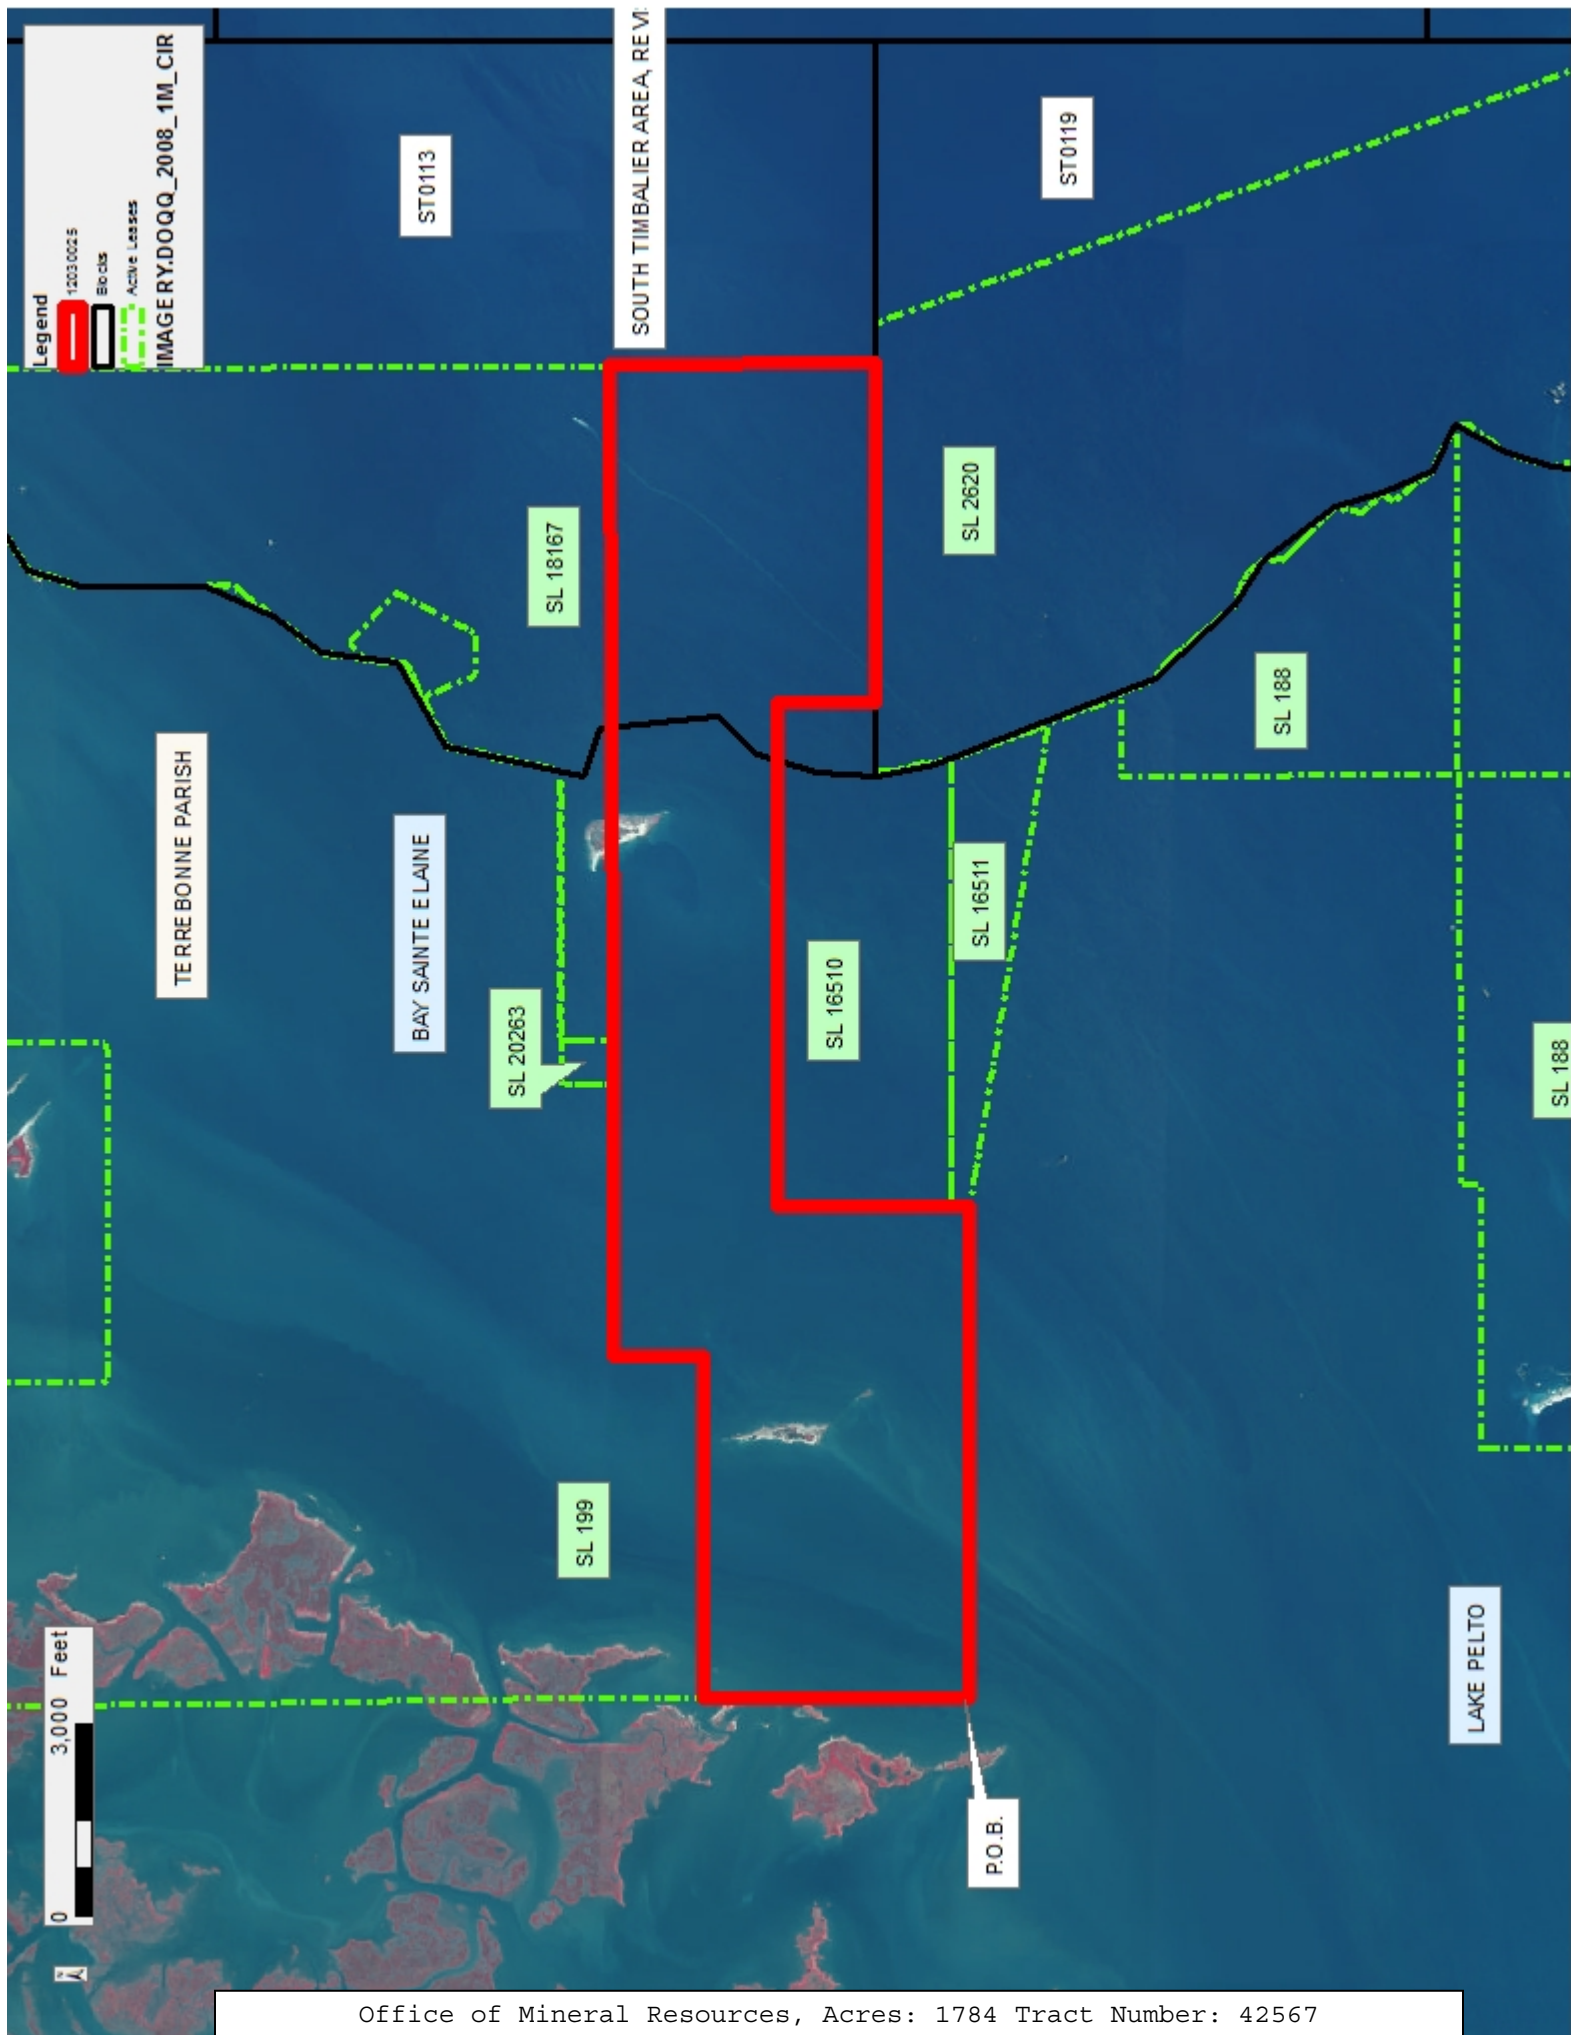 Legend
12030025
Blocks
Active Leases
IMAGERY.DOQQ_2008_1M_CIR
ST0113
SOUTH TIMBALIER AREA, REVI
ST0119
SL 18167
SL 2620
SL 188
TERREBONNE PARISH
BAY SAINTE ELAINE
SL 20263
SL 16510
SL 16511
SL 188
SL 199
0 3,000 Feet
N
P.O.B.
LAKE PELTO
Office of Mineral Resources, Acres: 1784 Tract Number: 42567